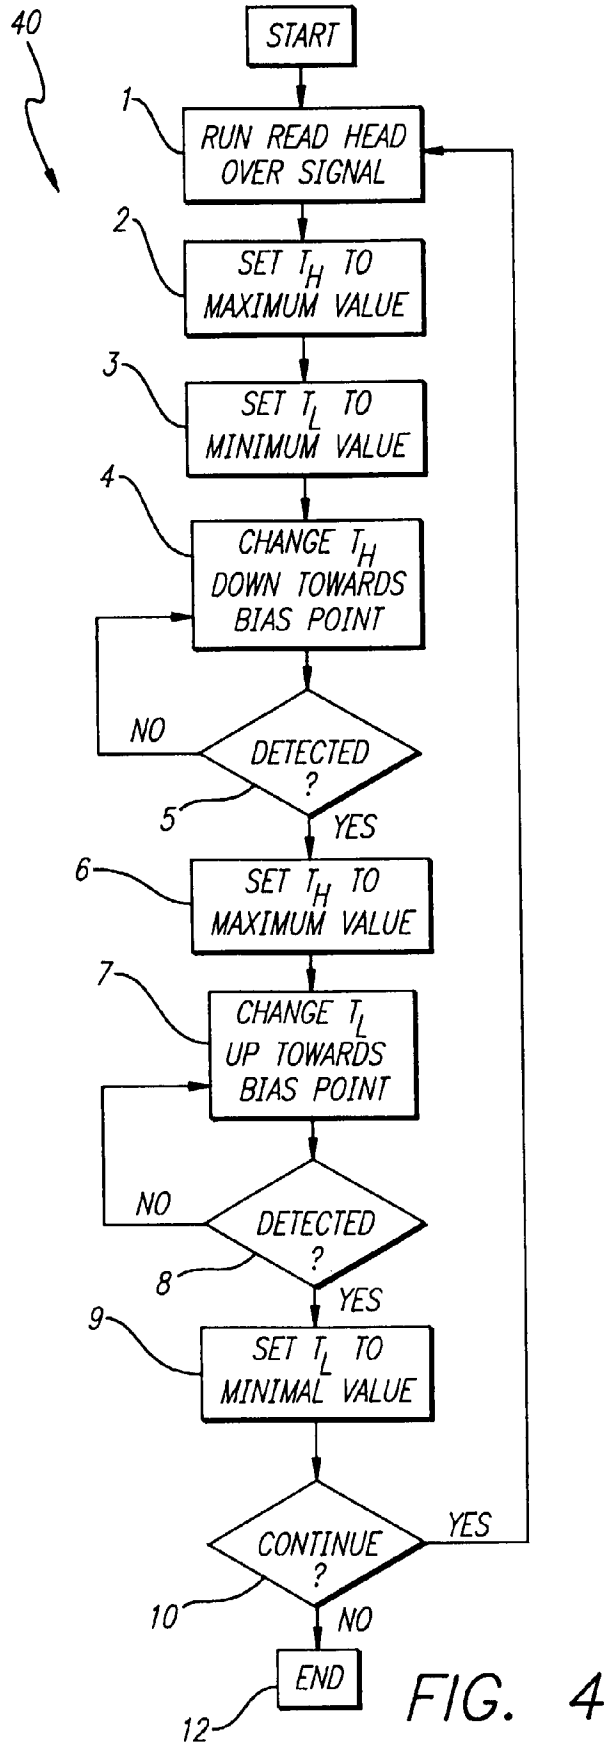 40
START
1
RUN READ HEAD
OVER SIGNAL
2
SET T_H TO
MAXIMUM VALUE
3
SET T_L TO
MINIMUM VALUE
4
CHANGE T_H
DOWN TOWARDS
BIAS POINT
NO
DETECTED
?
5
YES
6
SET T_H TO
MAXIMUM VALUE
7
CHANGE T_L
UP TOWARDS
BIAS POINT
NO
DETECTED
?
8
YES
9
SET T_L TO
MINIMAL VALUE
CONTINUE
?
YES
10
NO
END
12
FIG. 4